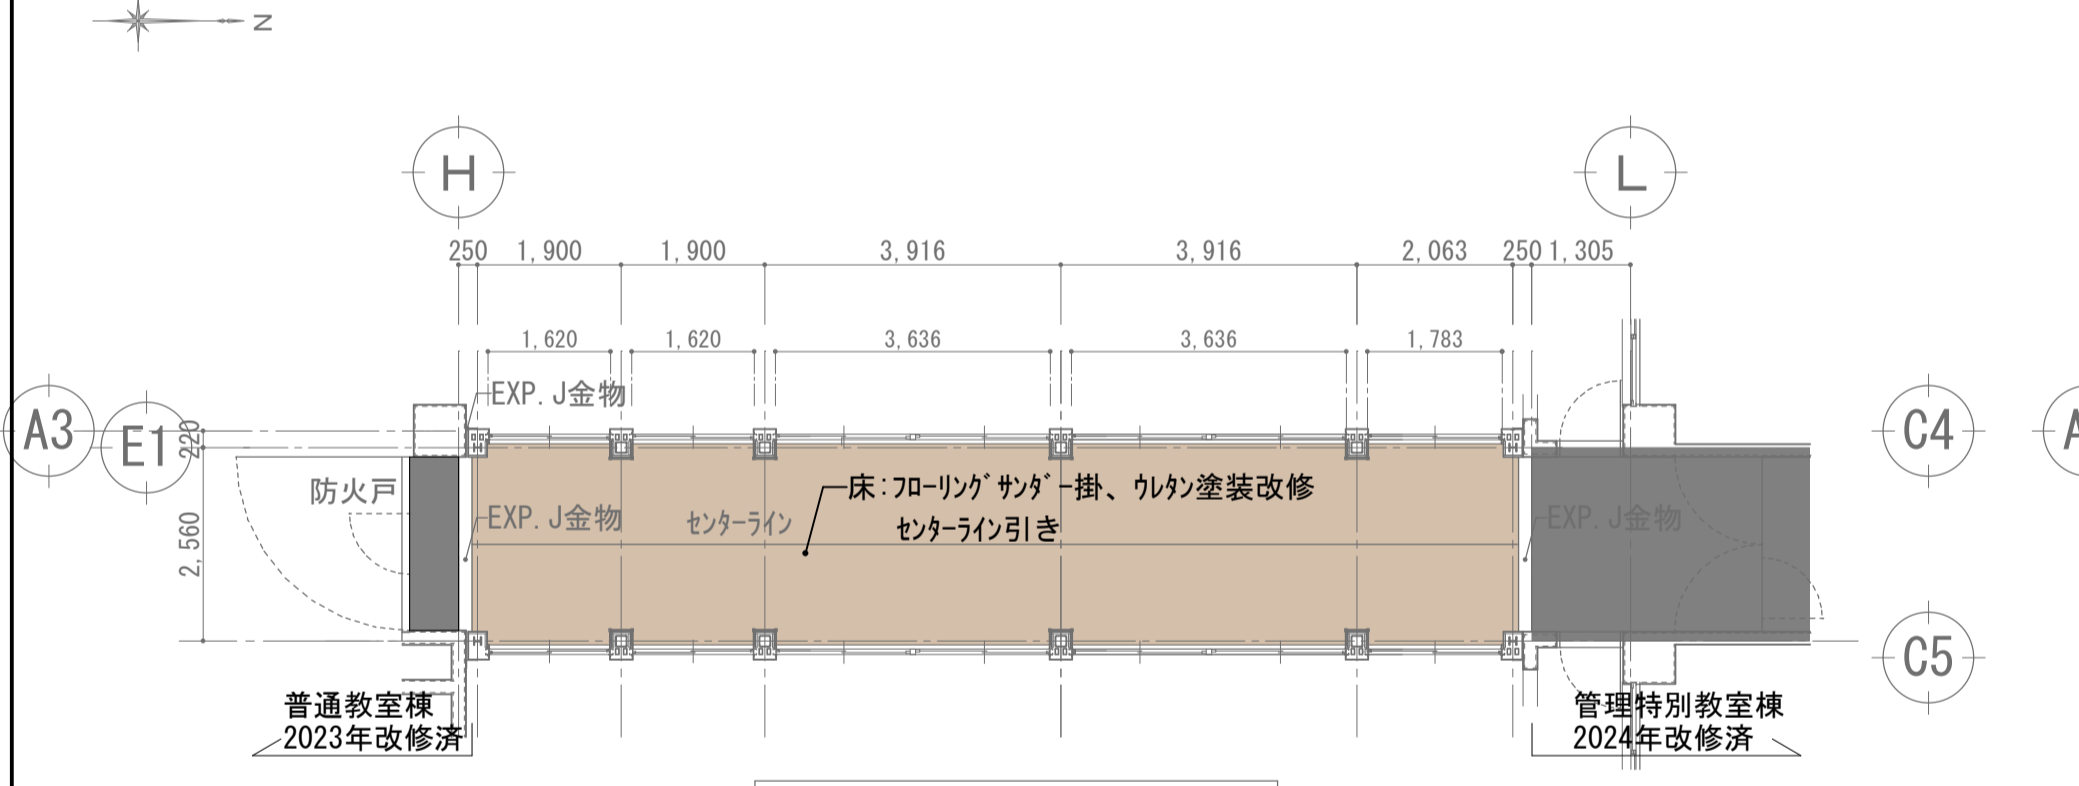 Z
H
L
250 1,900 1,900 3,916 3,916 2,063 250 1,305
1,620 1,620 3,636 3,636 1,783
EXP.J金物
A3
E1
220
C4
A
防火戸
床:フローリングサンダー掛、ウレタン塗装改修
EXP.J金物
センターライン
センターライン引き
EXP.J金物
2,560
C5
普通教室棟
2023年改修済
管理特別教室棟
2024年改修済